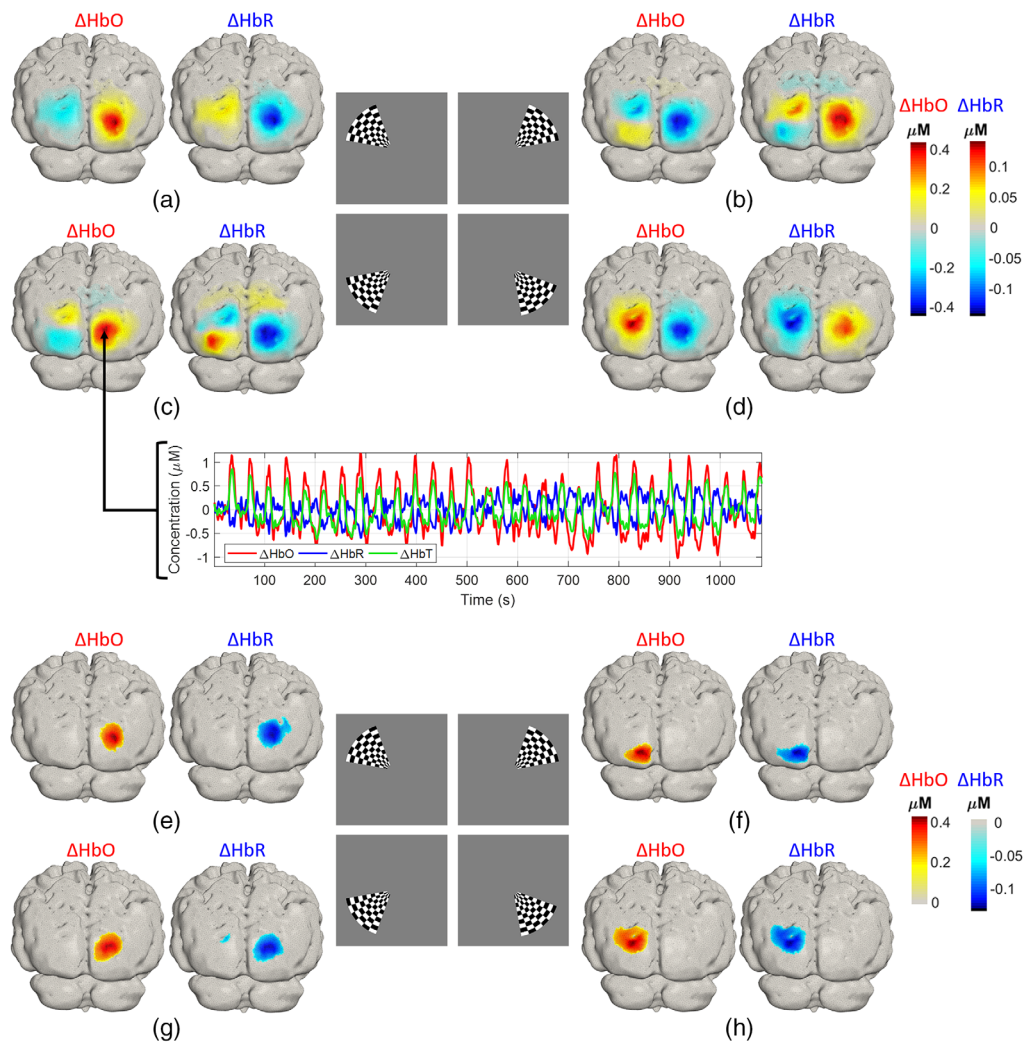 ΔHbO ΔHbR ΔHbO ΔHbR
ΔHbO ΔHbR
μM μM
0.4 0.1
0.2 0.05
0 0
-0.2 -0.05
-0.4 -0.1
(a) (b)
ΔHbO ΔHbR ΔHbO ΔHbR
(c) (d)
Concentration (μM)
1
0.5
0
-0.5
-1
ΔHbO ΔHbR ΔHbT
100 200 300 400 500 600 700 800 900 1000
Time (s)
ΔHbO ΔHbR ΔHbO ΔHbR
(e) (f)
ΔHbO ΔHbR
μM μM
0.4 0
0.2 -0.05
0 -0.1
ΔHbO ΔHbR ΔHbO ΔHbR
(g) (h)